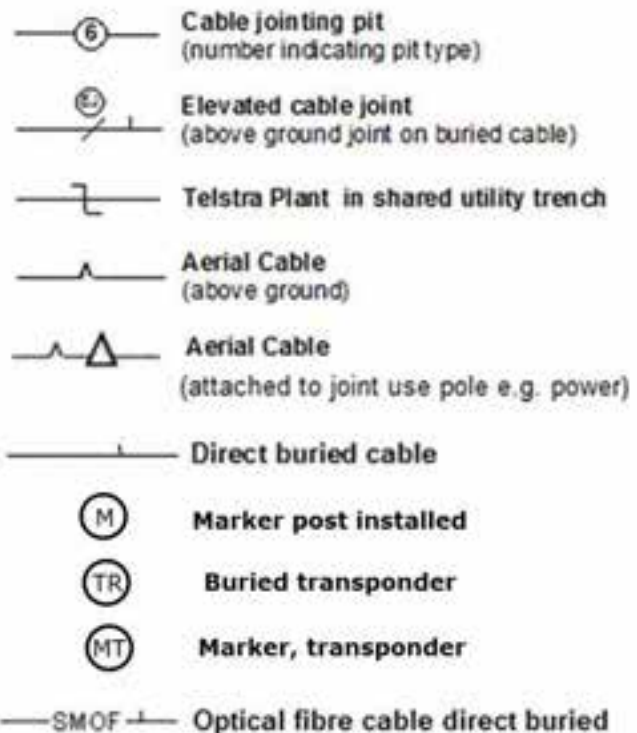 6 Cable jointing pit
(number indicating pit type)
Elevated cable joint
(above ground joint on buried cable)
Telstra Plant in shared utility trench
Aerial Cable
(above ground)
Aerial Cable
(attached to joint use pole e.g. power)
Direct buried cable
M Marker post installed
TR Buried transponder
MT Marker, transponder
SMOF Optical fibre cable direct buried